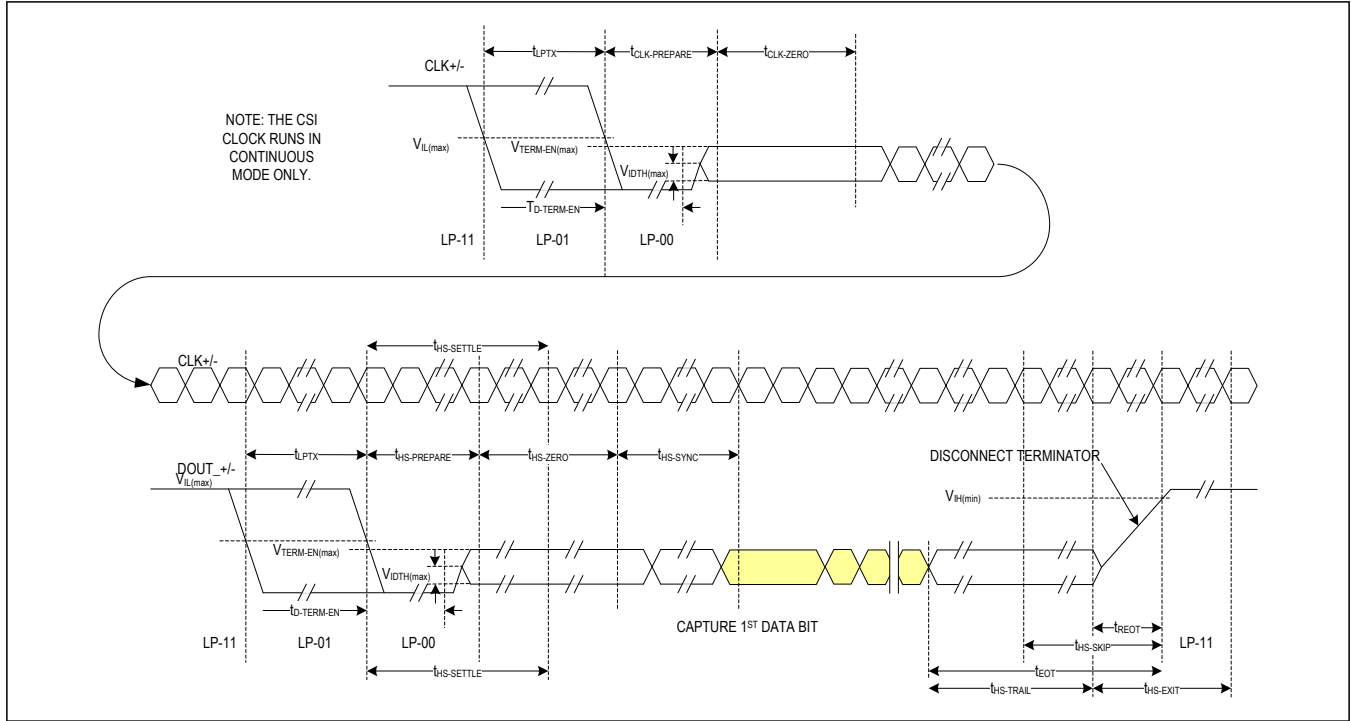 tLPTX
tCLK-PREPARE
tCLK-ZERO
CLK+/-
NOTE: THE CSI
CLOCK RUNS IN
CONTINUOUS
MODE ONLY.
VIL(max)
VTERM-EN(max)
VIDTH(max)
TD-TERM-EN
LP-11
LP-01
LP-00
tHS-SETTLE
CLK+/-
tLPTX
tHS-PREPARE
tHS-ZERO
tHS-SYNC
DISCONNECT TERMINATOR
DOUT_+/-
VIL(max)
VIH(min)
VTERM-EN(max)
VIDTH(max)
tD-TERM-EN
CAPTURE 1ST DATA BIT
tREOT
LP-11
LP-01
LP-00
tHS-SKIP
LP-11
tHS-SETTLE
tEOT
tHS-TRAIL
tHS-EXIT